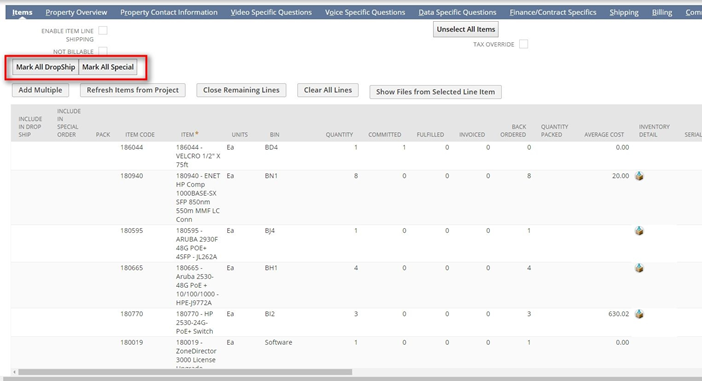 Items Property Overview Property Contact Information Video Specific Questions Voice Specific Questions Data Specific Questions Finance/Contract Specifics Shipping Billing Com
ENABLE ITEM LINE
SHIPPING
Unselect All Items
NOT BILLABLE
TAX OVERRIDE
Mark All DropShip Mark All Special
Add Multiple Refresh Items from Project Close Remaining Lines Clear All Lines Show Files from Selected Line Item
INCLUDE IN DROP SHIP INCLUDE IN SPECIAL ORDER PACK ITEM CODE ITEM * UNITS BIN QUANTITY COMMITTED FULFILLED INVOICED BACK ORDERED QUANTITY PACKED AVERAGE COST INVENTORY DETAIL SERIAL
186044 186044 - Ea BD4 1 1 0 0 0 0.00
VELCRO 1/2" X
75ft
180940 180940 - ENET Ea BN1 8 0 0 0 8 20.00
HP Comp
1000BASE-SX
SFP 850nm
550m MMF LC
Conn
180595 180595 - Ea BJ4 1 0 0 0 1
ARUBA 2930F
48G POE+
4SFP - JL262A
180665 180665 - Ea BH1 4 0 0 0 4
Aruba 2530-
48G PoE +
10/100/1000 -
HPE-J9772A
180770 180770 - HP Ea BI2 3 0 0 0 3 630.02
2530-24G-
PoE+ Switch
180019 180019 - Ea Software 1 0 0 0 1 0.00
ZoneDirector
3000 License
Upgrade